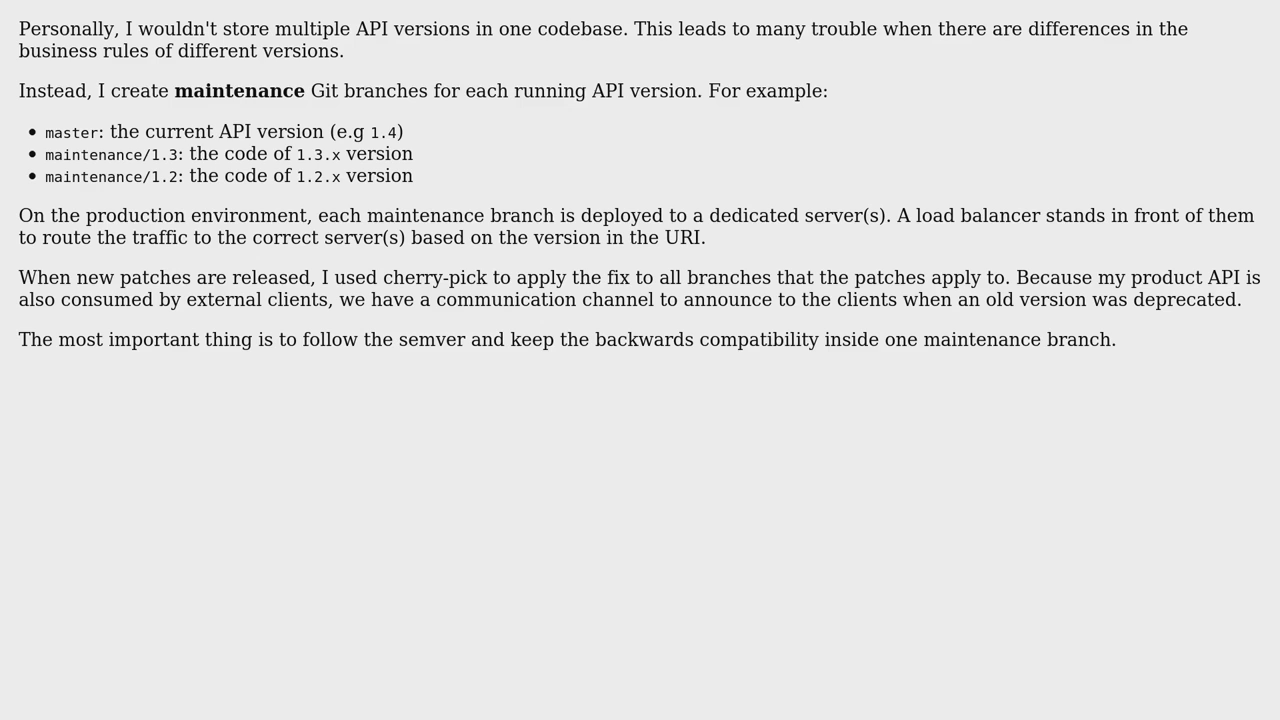 Personally, I wouldn't store multiple API versions in one codebase. This leads to many trouble when there are differences in the
business rules of different versions.
Instead, I create maintenance Git branches for each running API version. For example:
• master: the current API version (e.g 1.4)
• maintenance/1.3: the code of 1.3.x version
• maintenance/1.2: the code of 1.2.x version
On the production environment, each maintenance branch is deployed to a dedicated server(s). A load balancer stands in front of them
to route the traffic to the correct server(s) based on the version in the URI.
When new patches are released, I used cherry-pick to apply the fix to all branches that the patches apply to. Because my product API is
also consumed by external clients, we have a communication channel to announce to the clients when an old version was deprecated.
The most important thing is to follow the semver and keep the backwards compatibility inside one maintenance branch.